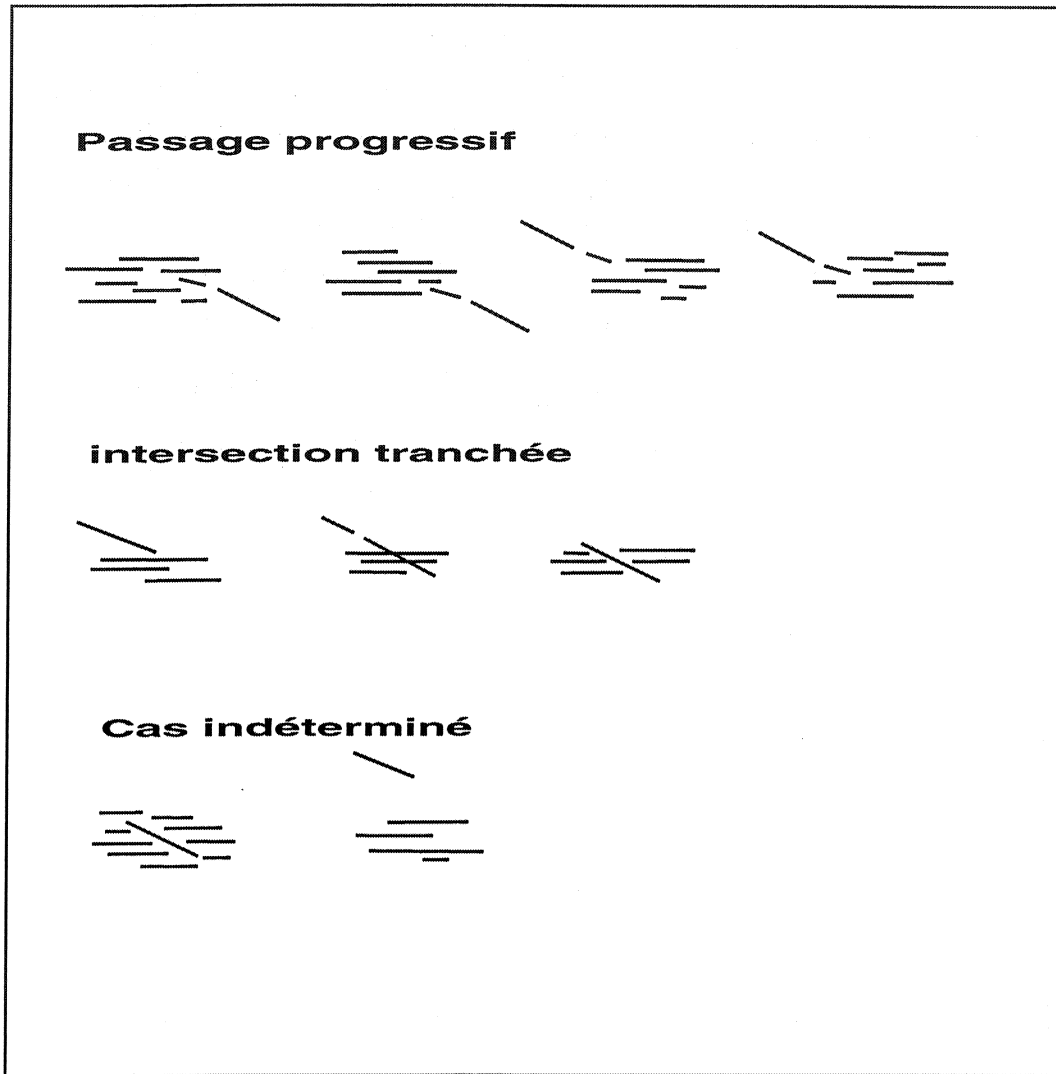 Passage progressif
intersection tranchée
Cas indéterminé